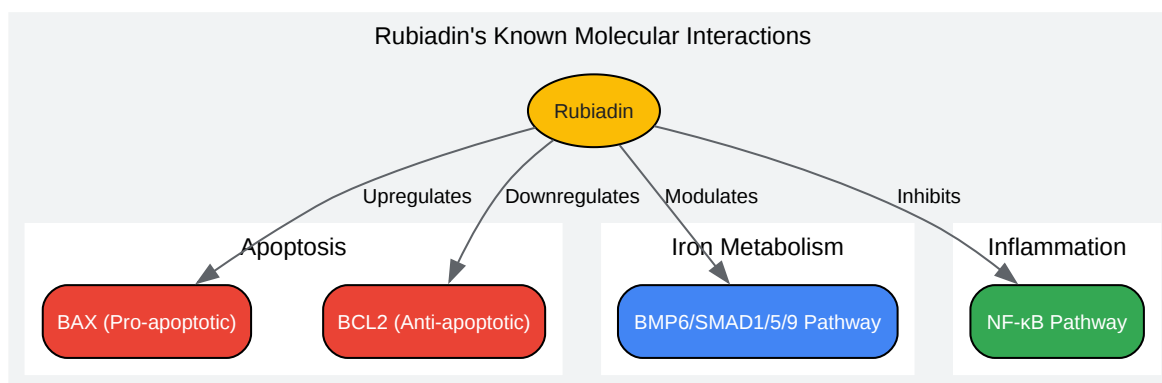 Rubiadin's Known Molecular Interactions
Rubiadin
Upregulates
Downregulates
Modulates
Inhibits
Apoptosis
Iron Metabolism
Inflammation
BAX (Pro-apoptotic)
BCL2 (Anti-apoptotic)
BMP6/SMAD1/5/9 Pathway
NF-κB Pathway